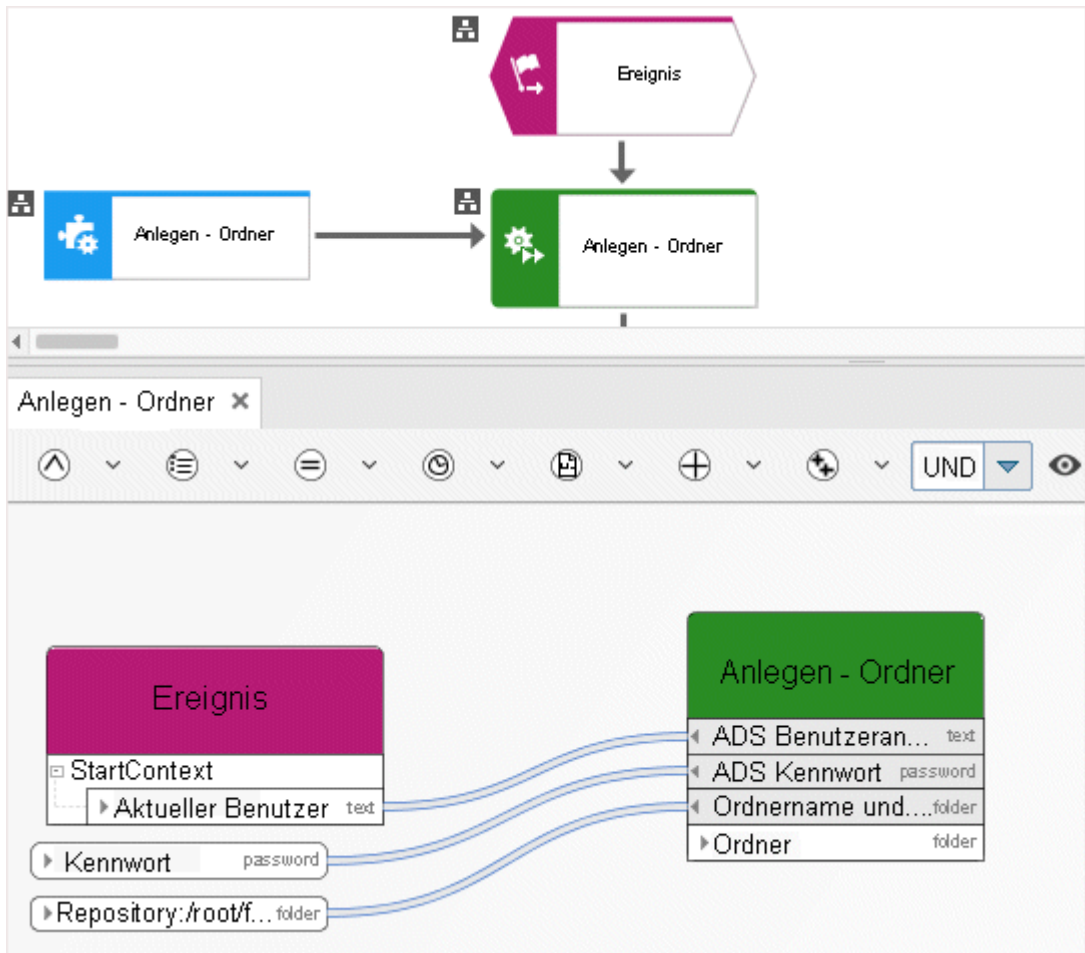 Ereignis
Anlegen - Ordner
Anlegen - Ordner
Anlegen - Ordner
UND
Ereignis
StartContext
Aktueller Benutzer text
Kennwort password
Repository:/root/f... folder
Anlegen - Ordner
ADS Benutzeran... text
ADS Kennwort password
Ordnername und....folder
Ordner folder